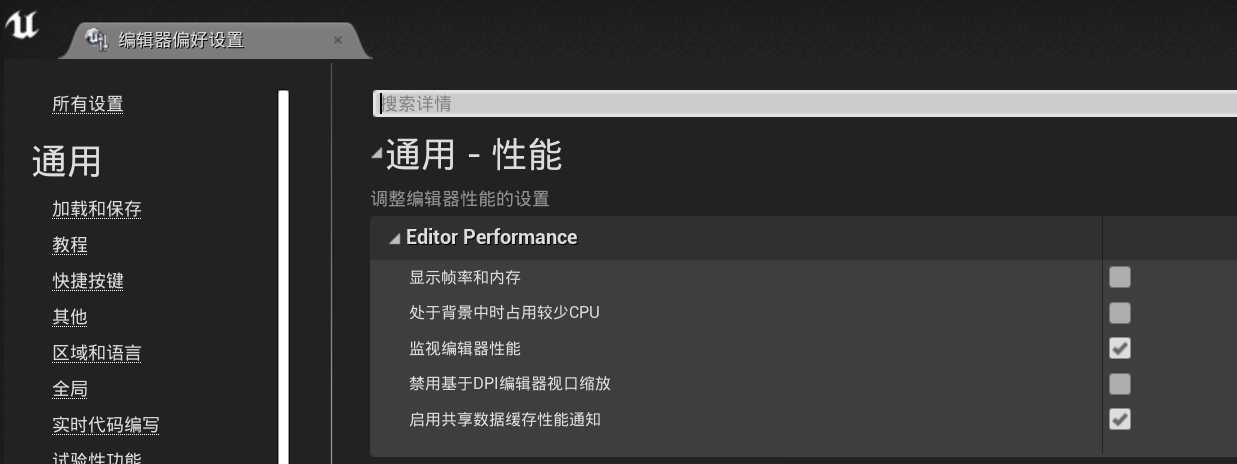 编辑器偏好设置
所有设置
通用
加载和保存
教程
快捷按键
其他
区域和语言
全局
实时代码编写
试验性功能
搜索详情
通用 - 性能
调整编辑器性能的设置
Editor Performance
显示帧率和内存
处于背景中时占用较少CPU
监视编辑器性能
禁用基于DPI编辑器视口缩放
启用共享数据缓存性能通知